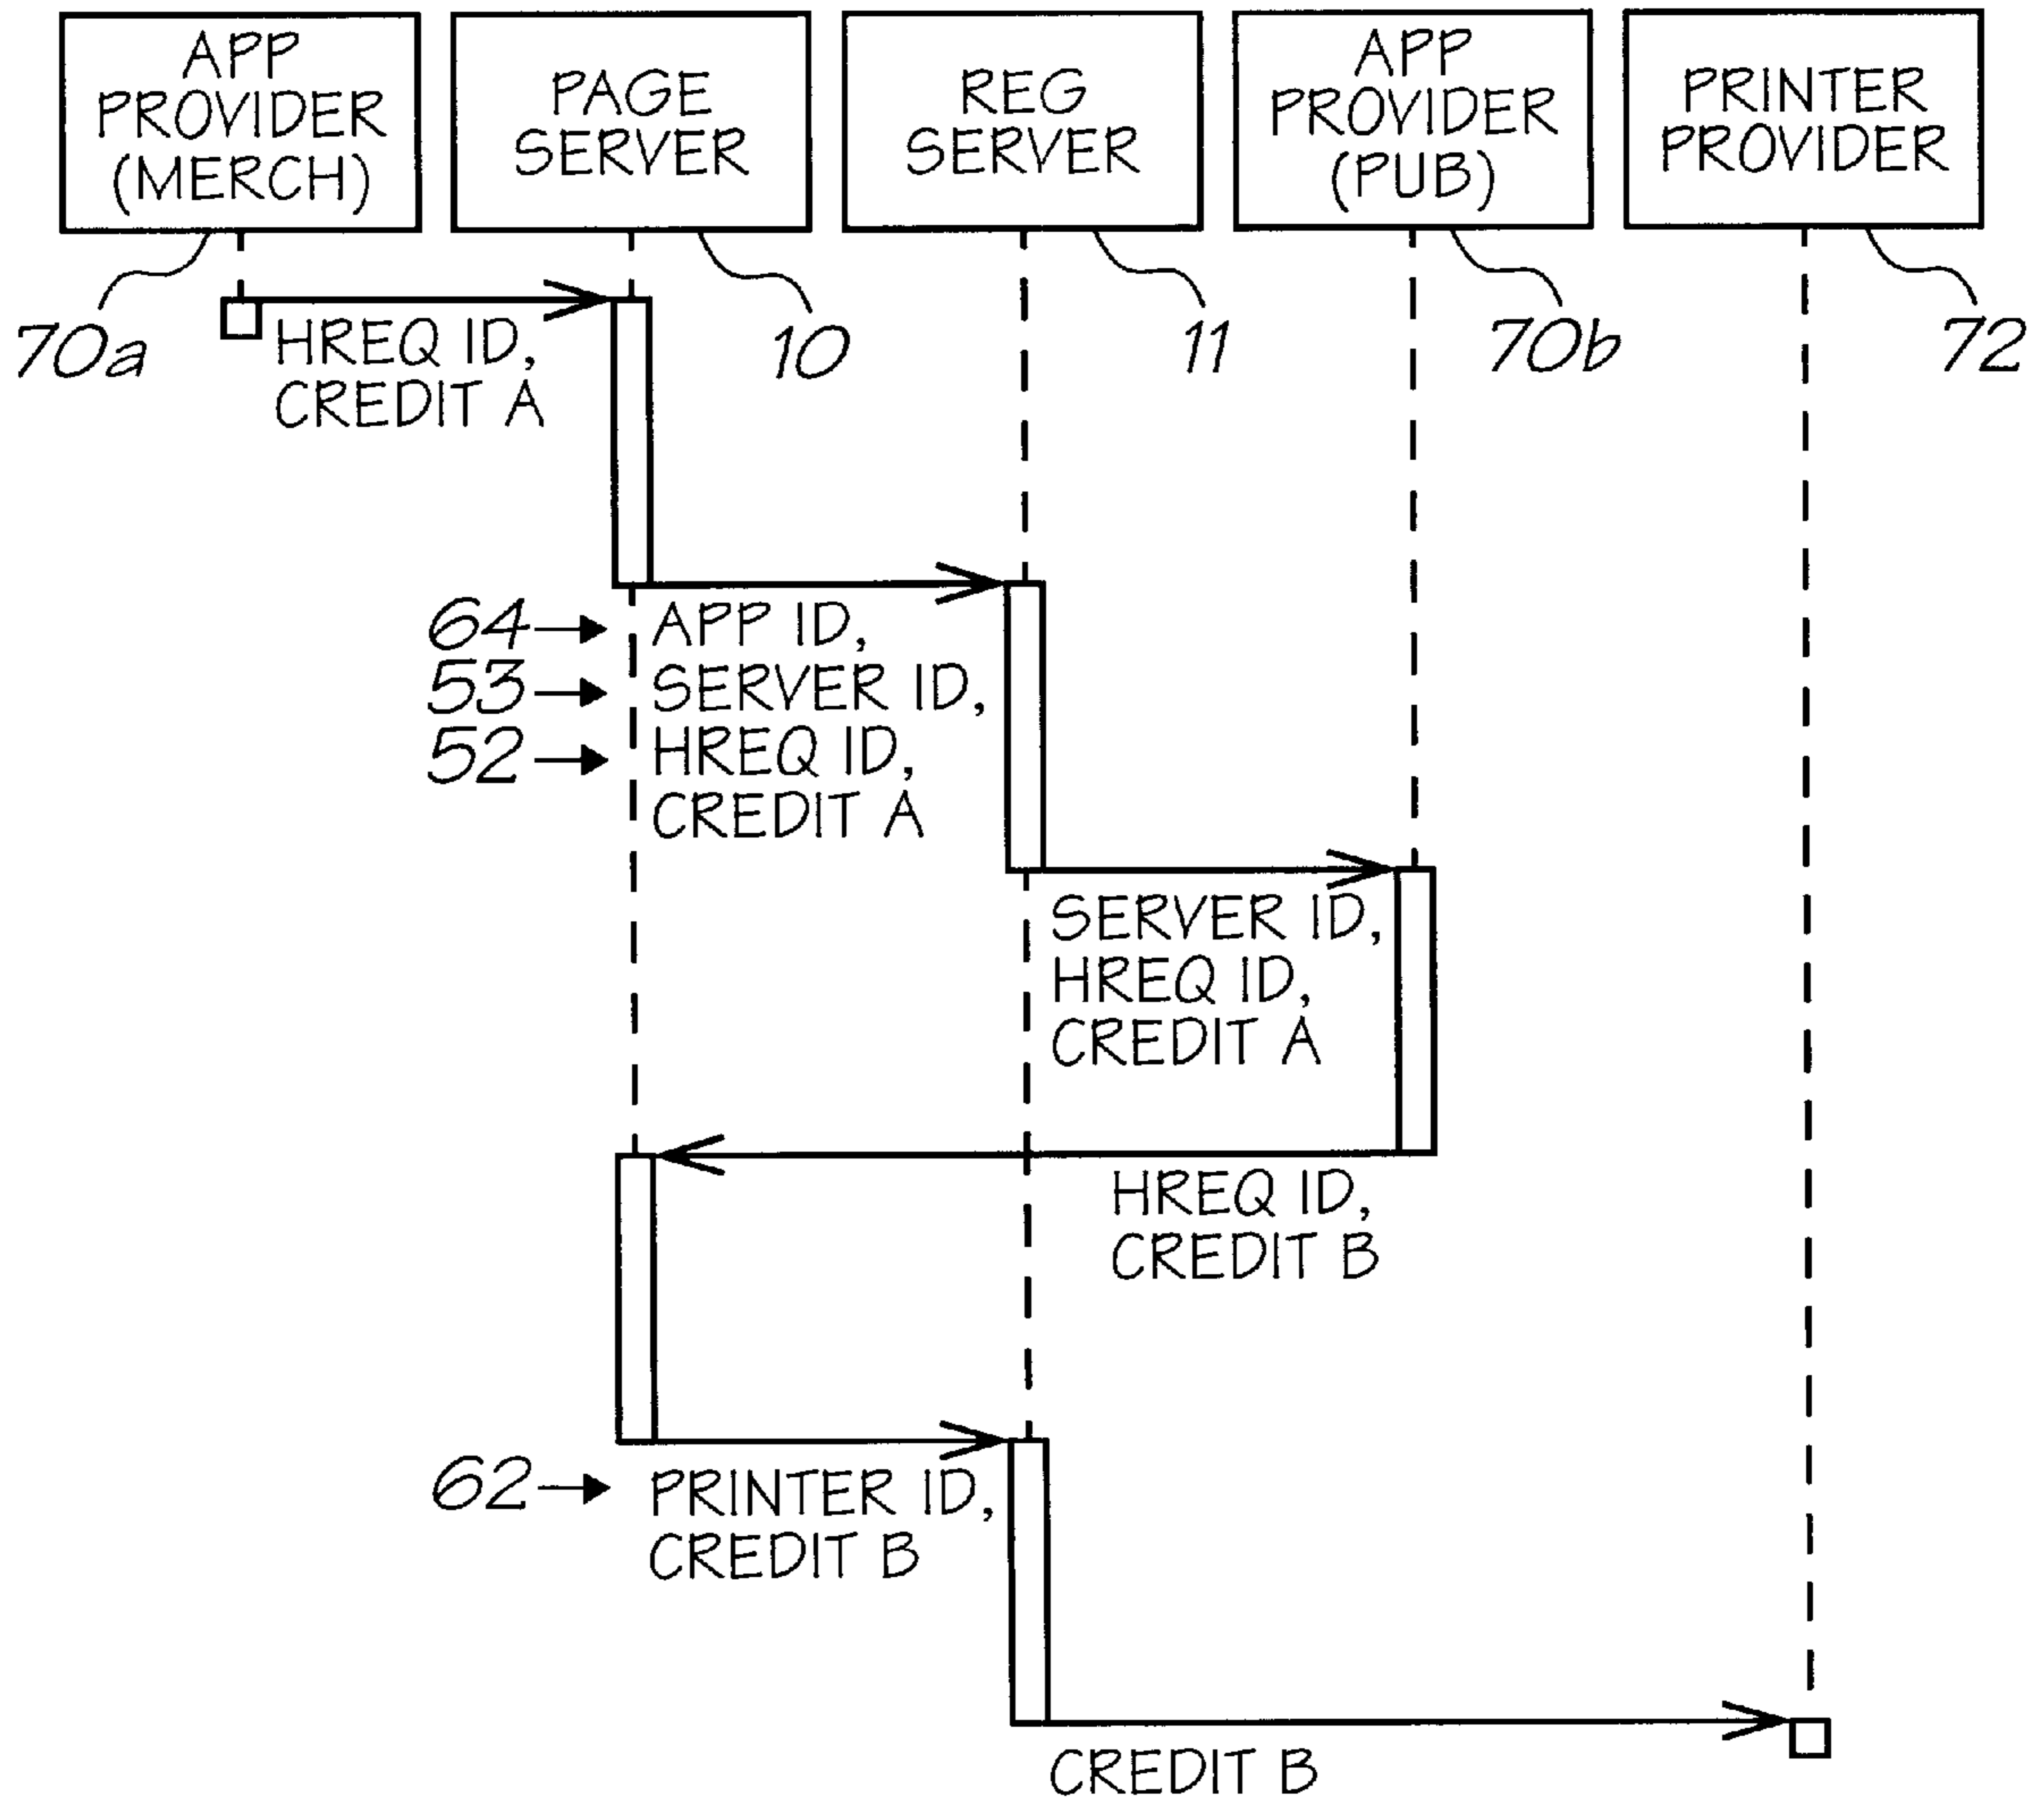 APP
PROVIDER
(MERCH)
PAGE
SERVER
REG
SERVER
APP
PROVIDER
(PUB)
PRINTER
PROVIDER
70a
10
11
70b
72
HREQ ID,
CREDIT A
64
APP ID,
53
SERVER ID,
52
HREQ ID,
CREDIT A
SERVER ID,
HREQ ID,
CREDIT A
HREQ ID,
CREDIT B
62
PRINTER ID,
CREDIT B
CREDIT B